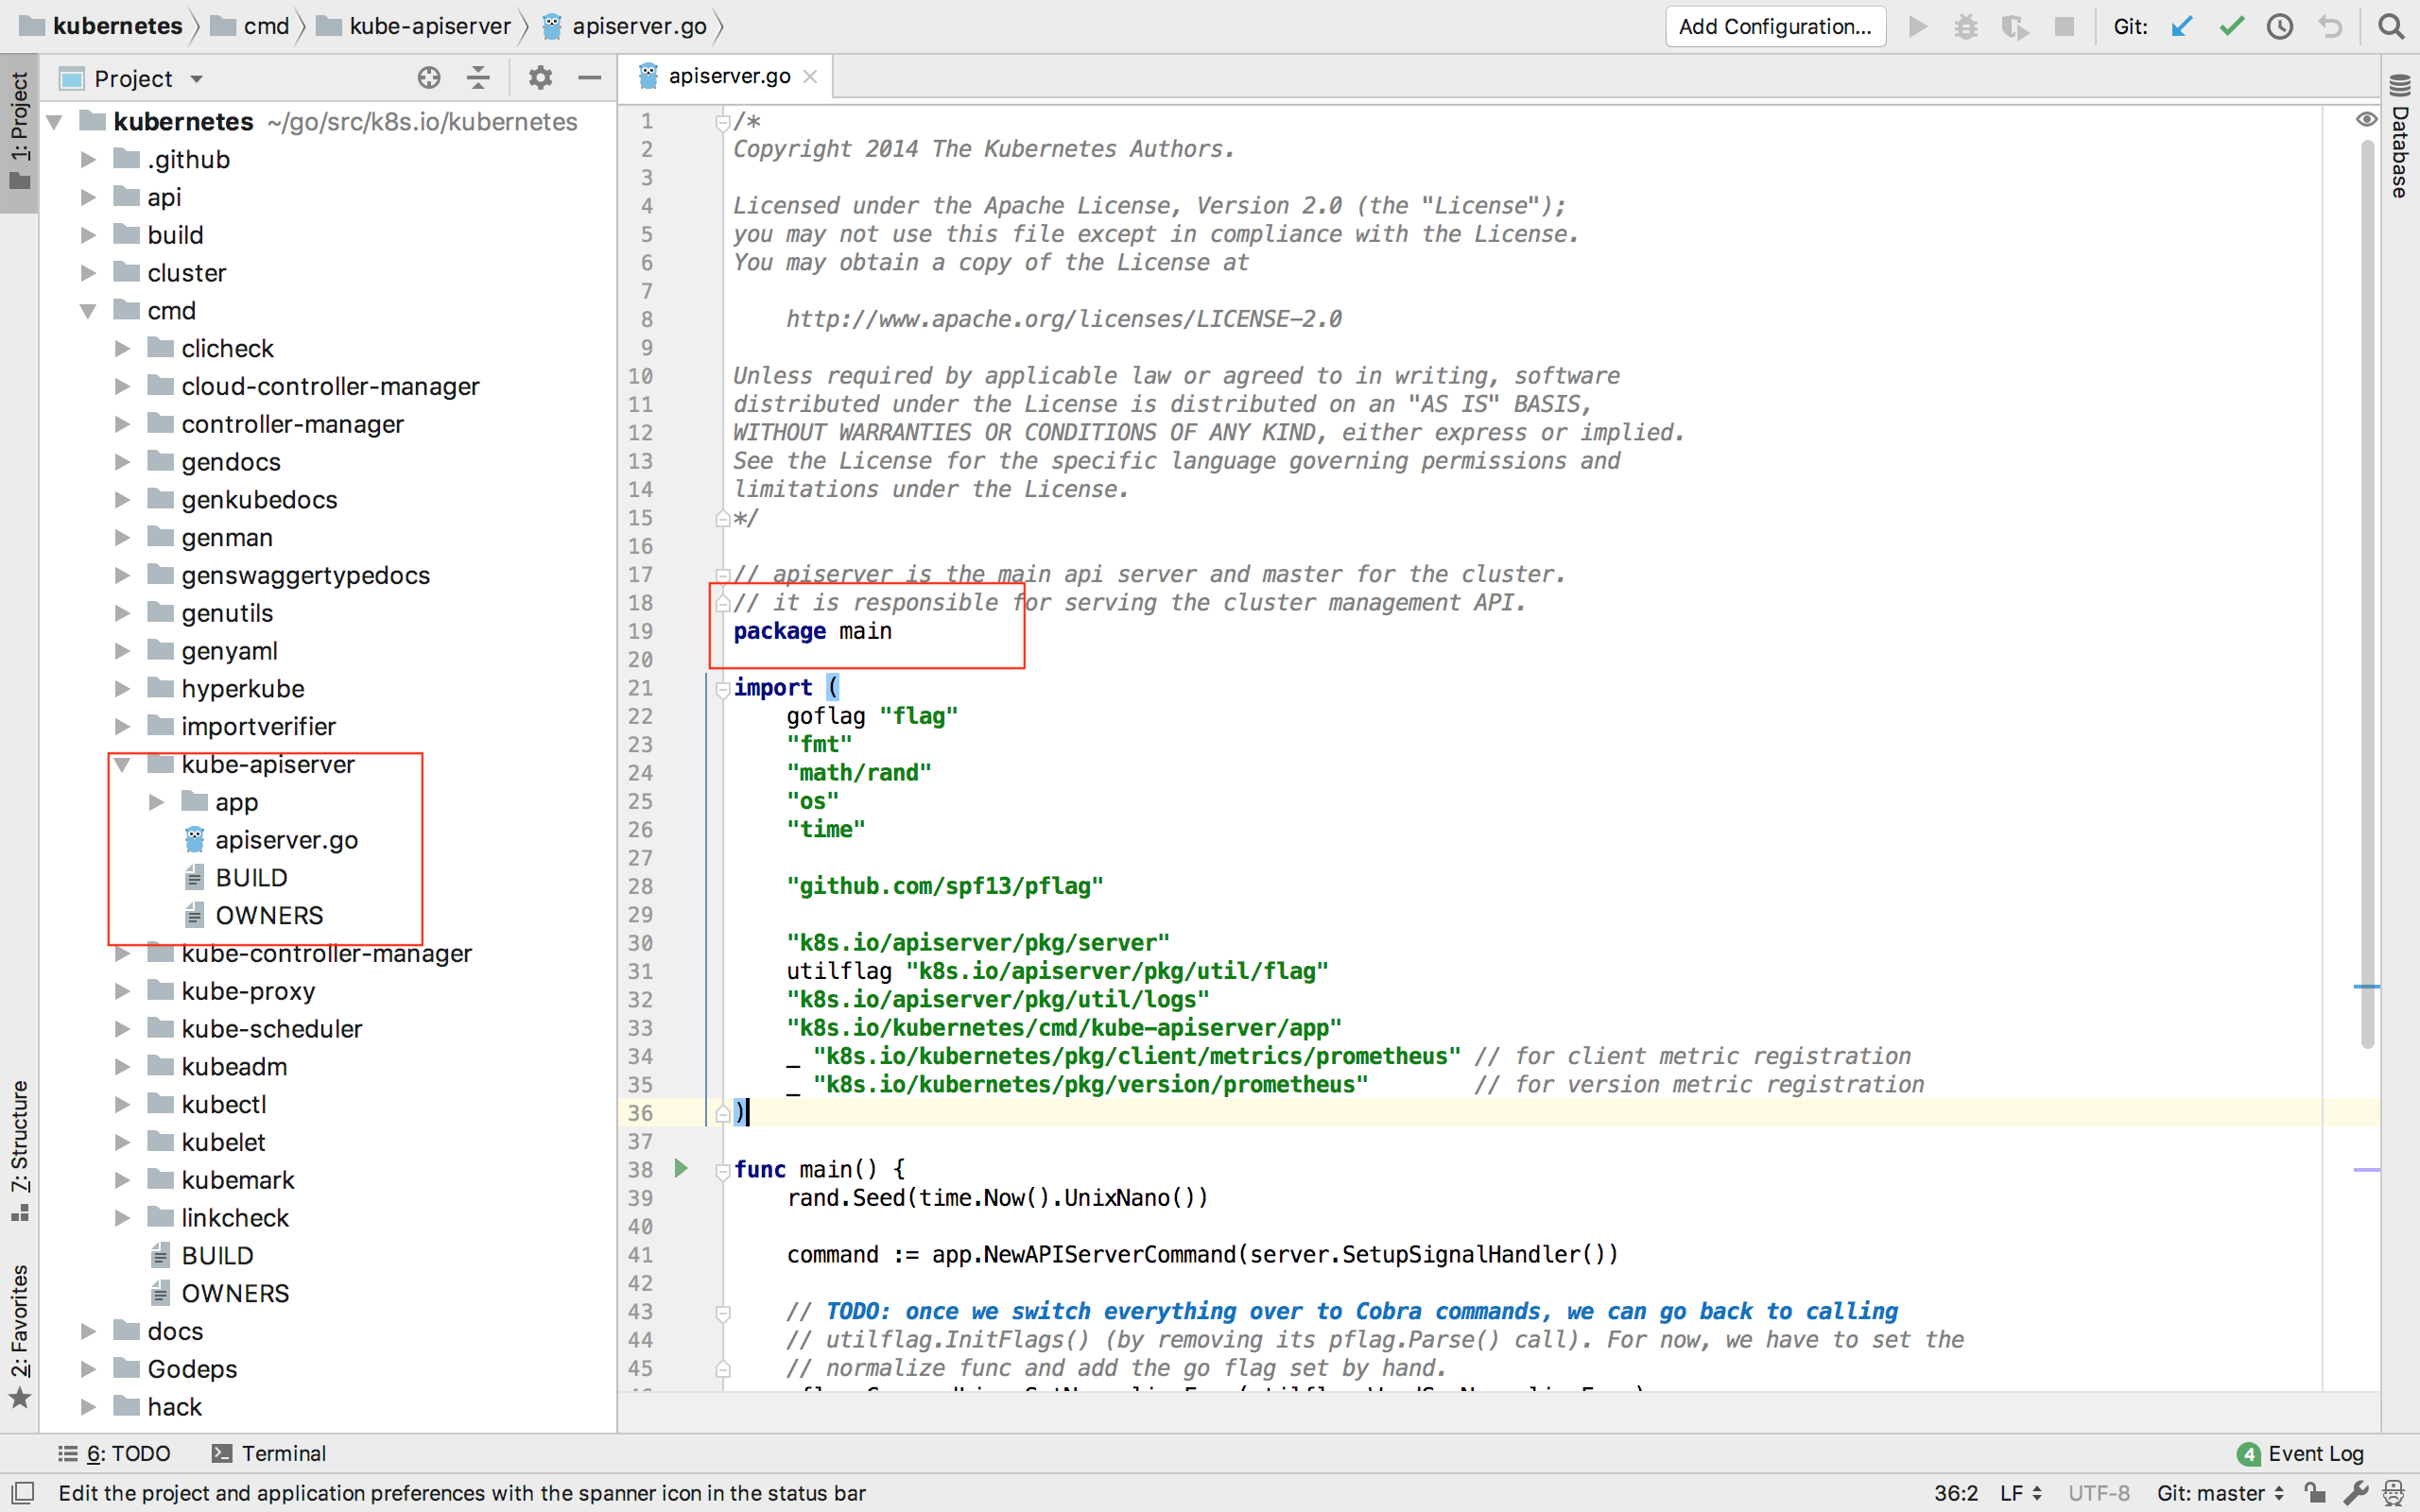 kubernetes cmd kube-apiserver apiserver.go Add Configuration... Git:
1: Project
Project
apiserver.go
Database
kubernetes ~/go/src/k8s.io/kubernetes
.github
api
build
cluster
cmd
clicheck
cloud-controller-manager
controller-manager
gendocs
genkubedocs
genman
genswaggertypedocs
genutils
genyaml
hyperkube
importverifier
kube-apiserver
app
apiserver.go
BUILD
OWNERS
kube-controller-manager
kube-proxy
kube-scheduler
kubeadm
kubectl
kubelet
kubemark
linkcheck
BUILD
OWNERS
docs
Godeps
hack
7: Structure
2: Favorites
1 /*
2 Copyright 2014 The Kubernetes Authors.
3
4 Licensed under the Apache License, Version 2.0 (the "License");
5 you may not use this file except in compliance with the License.
6 You may obtain a copy of the License at
7
8 http://www.apache.org/licenses/LICENSE-2.0
9
10 Unless required by applicable law or agreed to in writing, software
11 distributed under the License is distributed on an "AS IS" BASIS,
12 WITHOUT WARRANTIES OR CONDITIONS OF ANY KIND, either express or implied.
13 See the License for the specific language governing permissions and
14 limitations under the License.
15 */
16
17 // apiserver is the main api server and master for the cluster.
18 // it is responsible for serving the cluster management API.
19 package main
20
21 import (
22 goflag "flag"
23 "fmt"
24 "math/rand"
25 "os"
26 "time"
27
28 "github.com/spf13/pflag"
29
30 "k8s.io/apiserver/pkg/server"
31 utilflag "k8s.io/apiserver/pkg/util/flag"
32 "k8s.io/apiserver/pkg/util/logs"
33 "k8s.io/kubernetes/cmd/kube-apiserver/app"
34 _ "k8s.io/kubernetes/pkg/client/metrics/prometheus" // for client metric registration
35 _ "k8s.io/kubernetes/pkg/version/prometheus" // for version metric registration
36 )
37
38 func main() {
39 rand.Seed(time.Now().UnixNano())
40
41 command := app.NewAPIServerCommand(server.SetupSignalHandler())
42
43 // TODO: once we switch everything over to Cobra commands, we can go back to calling
44 // utilflag.InitFlags() (by removing its pflag.Parse() call). For now, we have to set the
45 // normalize func and add the go flag set by hand.
6: TODO Terminal 4 Event Log
Edit the project and application preferences with the spanner icon in the status bar 36:2 LF UTF-8 Git: master